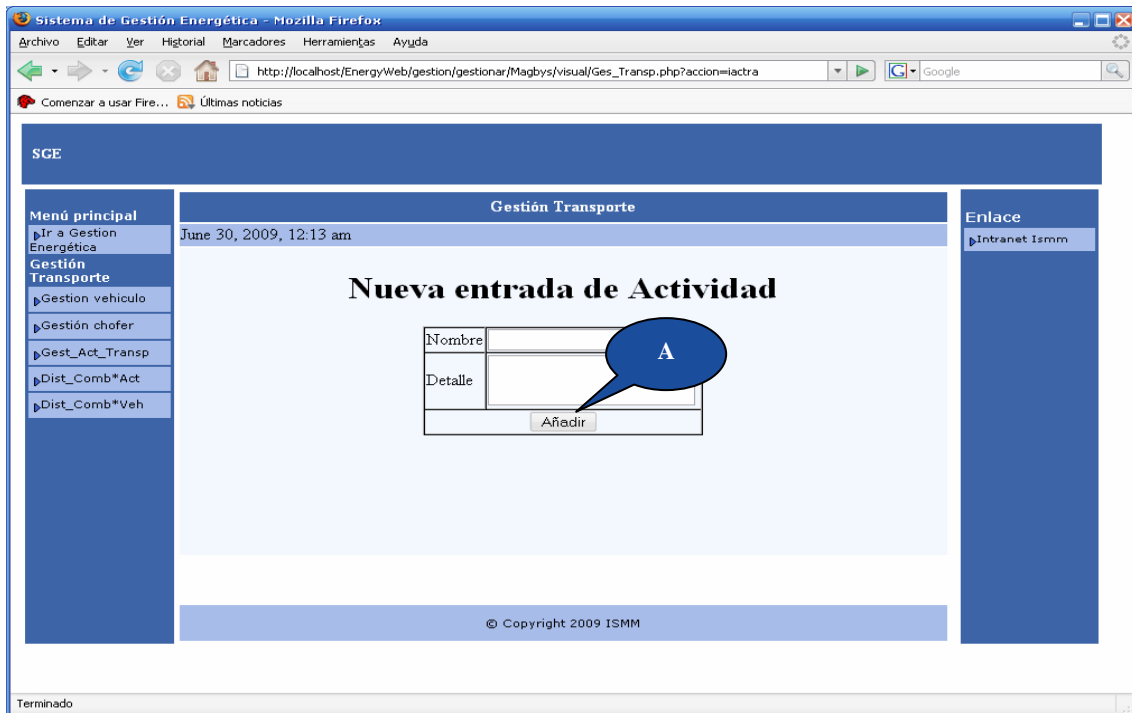 Sistema de Gestión Energética - Mozilla Firefox
Archivo Editar Ver Historial Marcadores Herramientas Ayuda
http://localhost/EnergyWeb/gestion/gestionar/Magbys/visual/Ges_Transp.php?accion=iactra
G Google
Comenzar a usar Fire... Últimas noticias
SGE
Menú principal
Ir a Gestion
Energética
Gestión
Transporte
Gestion vehiculo
Gestión chofer
Gest_Act_Transp
Dist_Comb*Act
Dist_Comb*Veh
Gestión Transporte
June 30, 2009, 12:13 am
Nueva entrada de Actividad
Nombre
A
Detalle
Añadir
Enlace
Intranet Ismm
© Copyright 2009 ISMM
Terminado